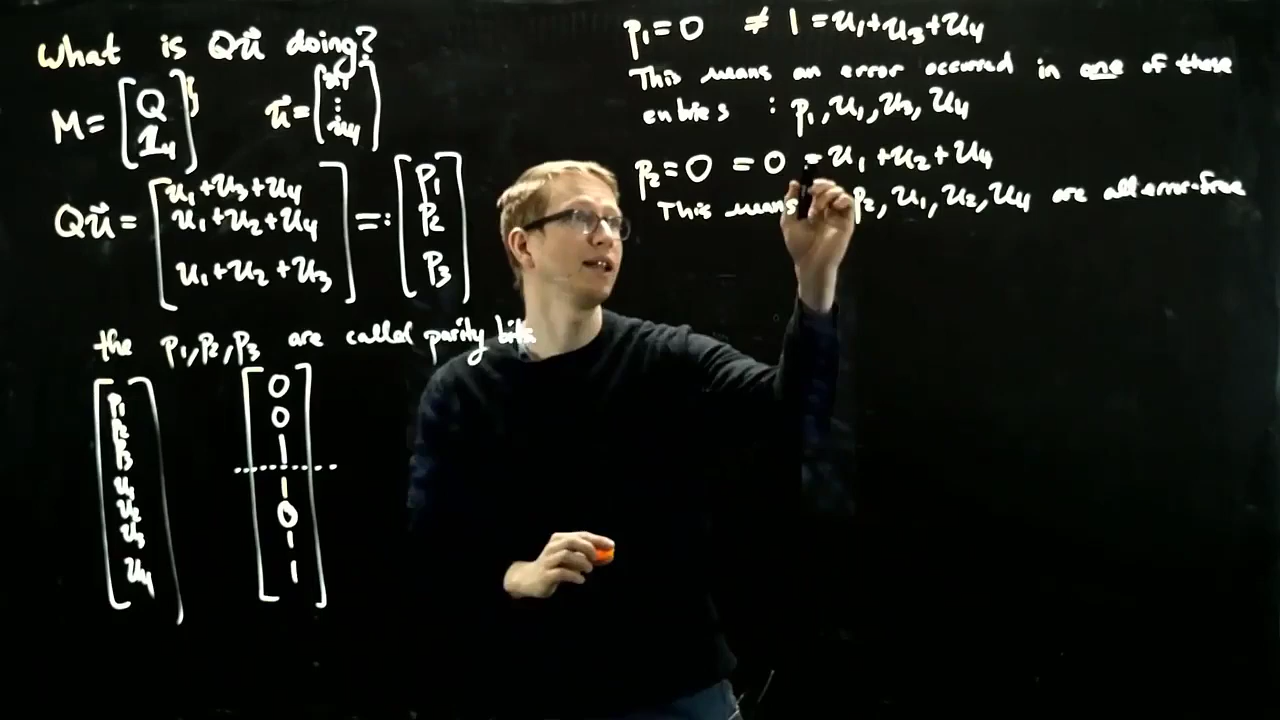 What is Qu⃗ doing?
M = [Q 1₄]
u⃗ = [u₁ ⋮ u₄]
Qu⃗ = [u₁+u₃+u₄ u₁+u₂+u₄ u₁+u₂+u₃] =: [p₁ p₂ p₃]
the p₁, p₂, p₃ are called parity bits
[p₁ p₂ p₃ u₁ u₂ u₃ u₄]
[0 0 1 1 0 1 1]
p₁ = 0 ≠ 1 = u₁+u₃+u₄
This means an error occurred in one of these
entries : p₁, u₁, u₃, u₄
p₂ = 0 = 0 = u₁+u₂+u₄
This means p₂, u₁, u₂, u₄ are all error-free